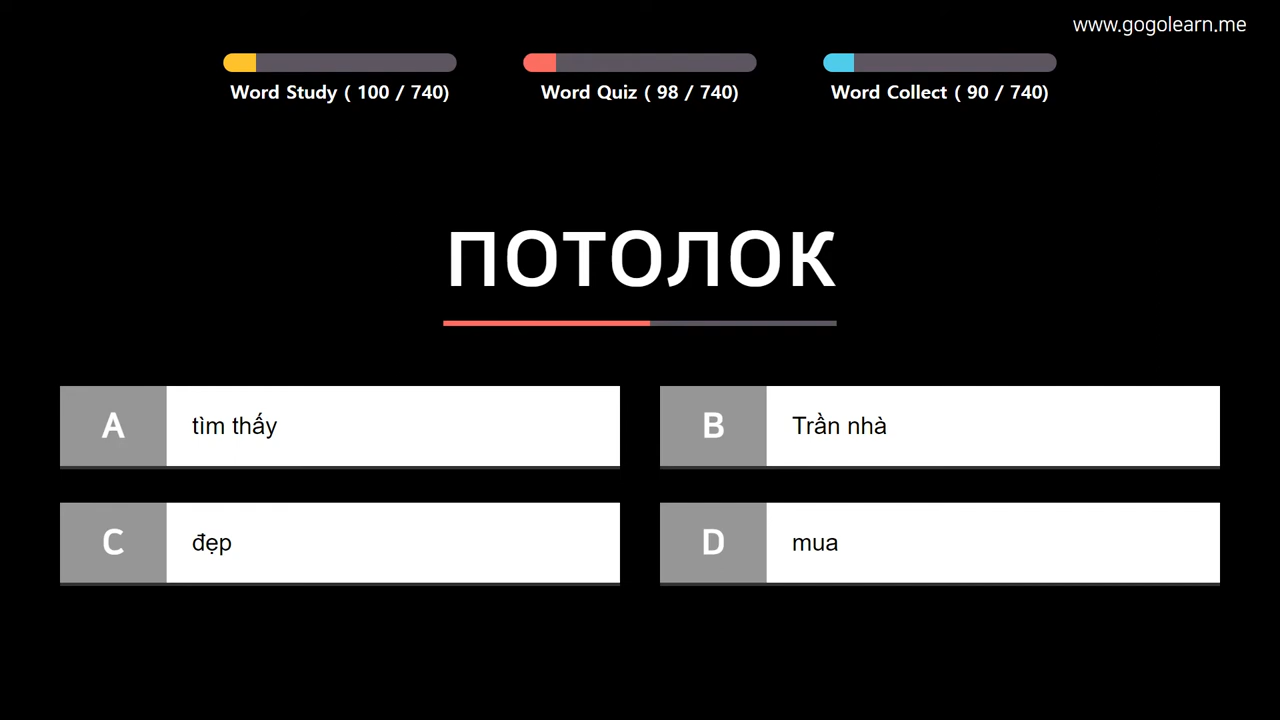 www.gogolearn.me
Word Study ( 100 / 740)
Word Quiz ( 98 / 740)
Word Collect ( 90 / 740)
ПОТОЛОК
A tìm thấy
B Trần nhà
C đẹp
D mua